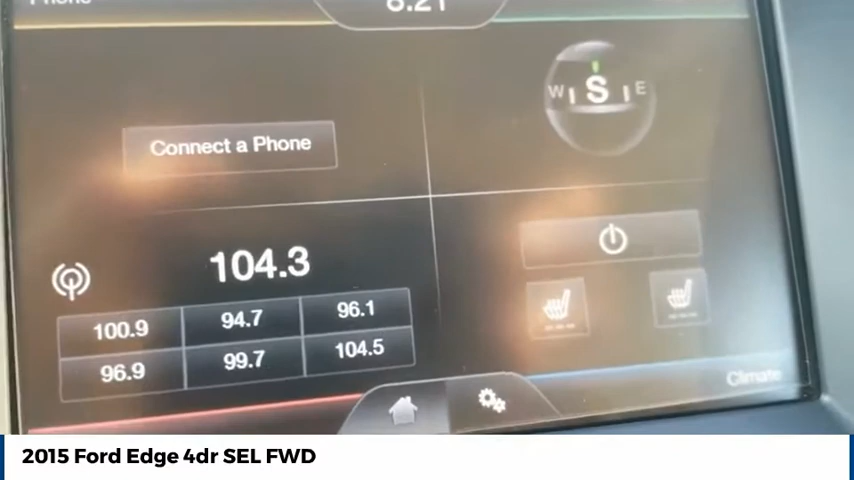 Phone
8:21
W S E
Connect a Phone
104.3
100.9 94.7 96.1
96.9 99.7 104.5
Climate
2015 Ford Edge 4dr SEL FWD